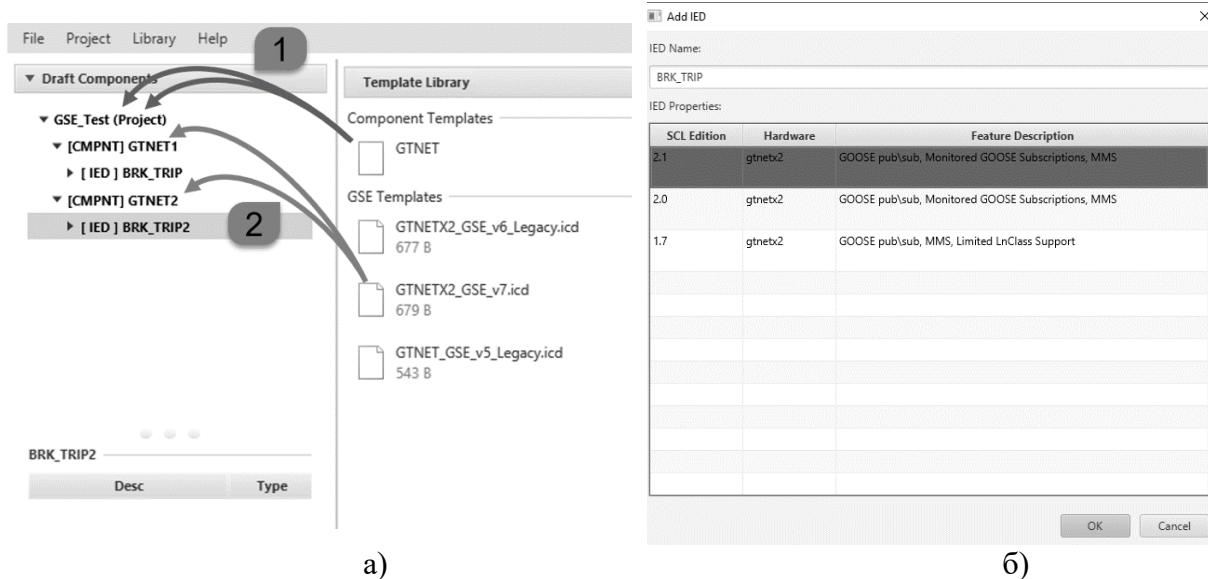 File Project Library Help
1
Draft Components
GSE_Test (Project)
[CMPNT] GTNET1
[ IED ] BRK_TRIP
[CMPNT] GTNET2
[ IED ] BRK_TRIP2
2
BRK_TRIP2
Desc Type
Template Library
Component Templates
GTNET
GSE Templates
GTNETX2_GSE_v6_Legacy.icd
677 B
GTNETX2_GSE_v7.icd
679 B
GTNET_GSE_v5_Legacy.icd
543 B
а)
Add IED
IED Name:
BRK_TRIP
IED Properties:
SCL Edition Hardware Feature Description
2.1 gtnetx2 GOOSE pub\sub, Monitored GOOSE Subscriptions, MMS
2.0 gtnetx2 GOOSE pub\sub, Monitored GOOSE Subscriptions, MMS
1.7 gtnetx2 GOOSE pub\sub, MMS, Limited LnClass Support
OK Cancel
б)